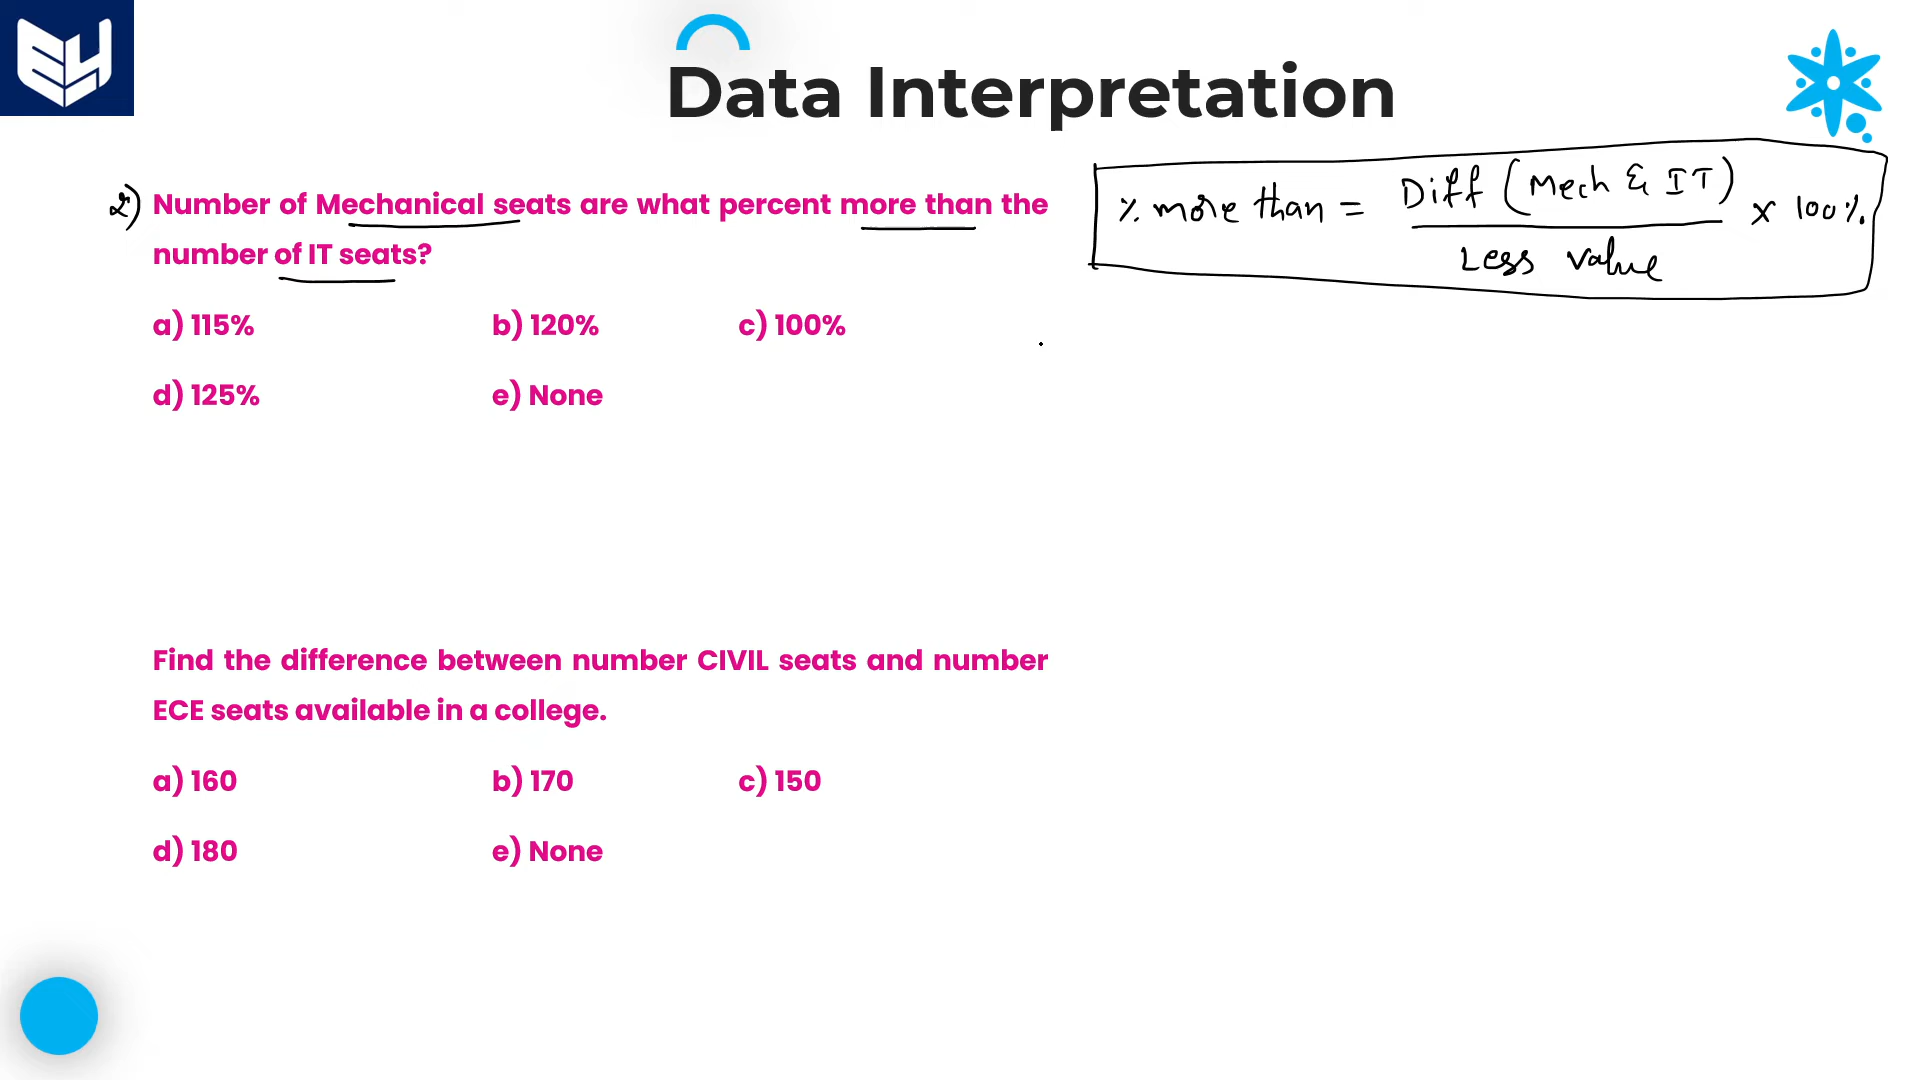 Data Interpretation
2) Number of Mechanical seats are what percent more than the
number of IT seats?
a) 115% b) 120% c) 100%
d) 125% e) None
% more than = Diff (Mech & IT) × 100%
Less value
Find the difference between number CIVIL seats and number
ECE seats available in a college.
a) 160 b) 170 c) 150
d) 180 e) None